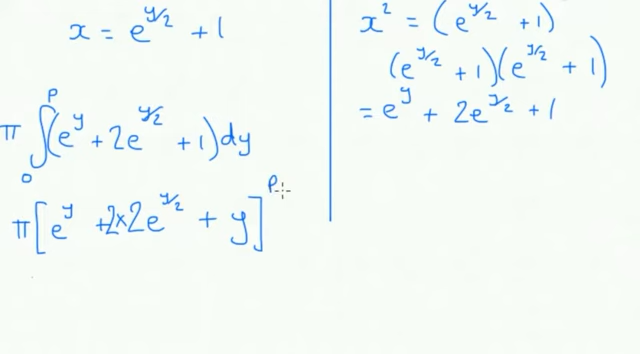 x = e^{y/2} + 1
π ∫₀ᴾ (e^y + 2e^{y/2} + 1) dy
π [e^y + 2×2e^{y/2} + y]^P
x² = (e^{y/2} + 1)
(e^{y/2} + 1)(e^{y/2} + 1)
= e^y + 2e^{y/2} + 1